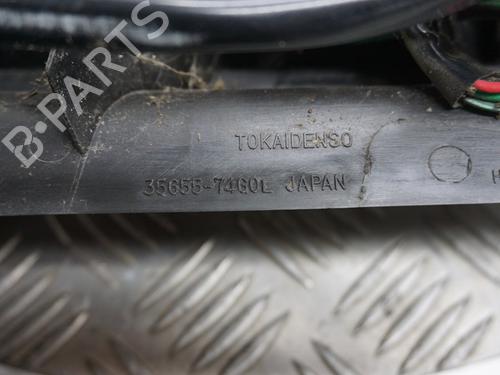 B-PARTS
TOKAIDENSO
35655-74G0L JAPAN
H